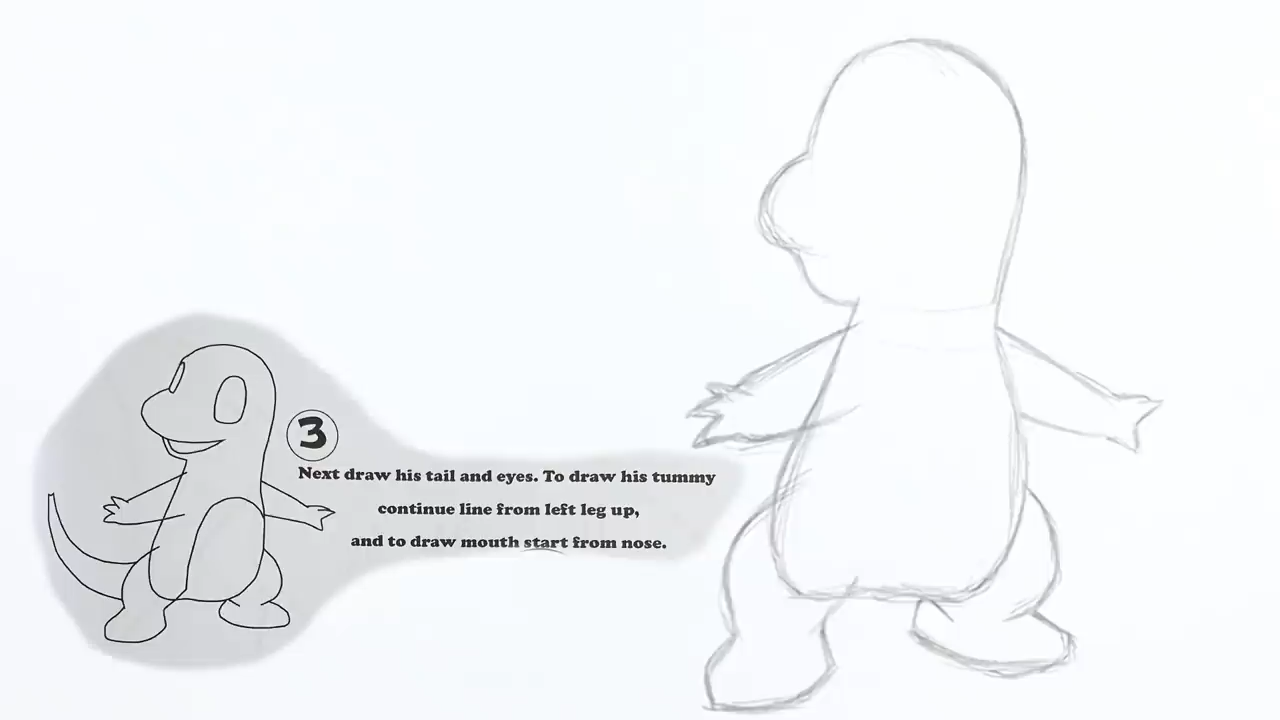 3
Next draw his tail and eyes. To draw his tummy
continue line from left leg up,
and to draw mouth start from nose.